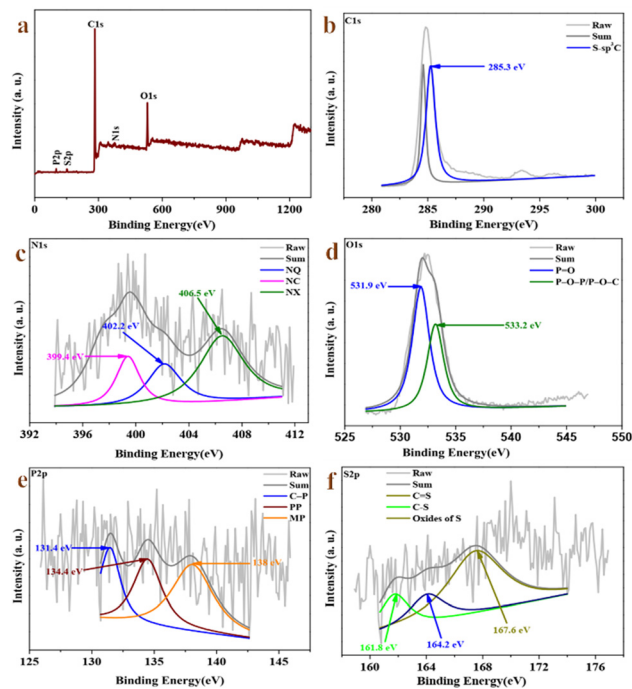 a
C1s
O1s
N1s
P2p
S2p
Intensity (a. u.)
0 300 600 900 1200
Binding Energy(eV)
C1s
b
Raw
Sum
S-sp³C
285.3 eV
Intensity (a. u.)
280 285 290 295 300
Binding Energy(eV)
N1s
c
Raw
Sum
NQ
NC
NX
406.5 eV
402.2 eV
399.4 eV
Intensity (a. u.)
392 396 400 404 408 412
Binding Energy(eV)
O1s
d
Raw
Sum
P=O
P-O-P/P-O-C
531.9 eV
533.2 eV
Intensity (a. u.)
525 530 535 540 545 550
Binding Energy(eV)
P2p
e
Raw
Sum
C-P
PP
MP
131.4 eV
134.4 eV
138 eV
Intensity (a. u.)
125 130 135 140 145
Binding Energy(eV)
S2p
f
Raw
Sum
C=S
C-S
Oxides of S
161.8 eV
164.2 eV
167.6 eV
Intensity (a. u.)
160 164 168 172 176
Binding Energy(eV)